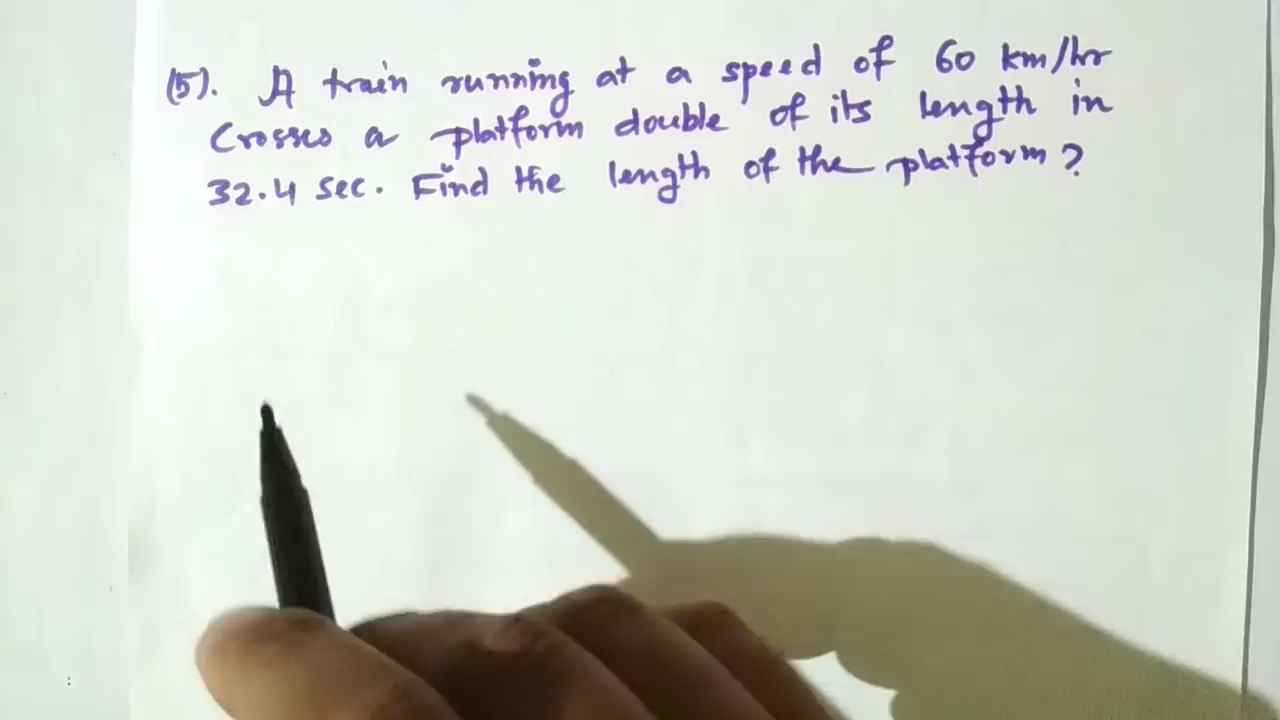 (5). A train running at a speed of 60 km/hr
Crosses a platform double of its length in
32.4 sec. Find the length of the platform?